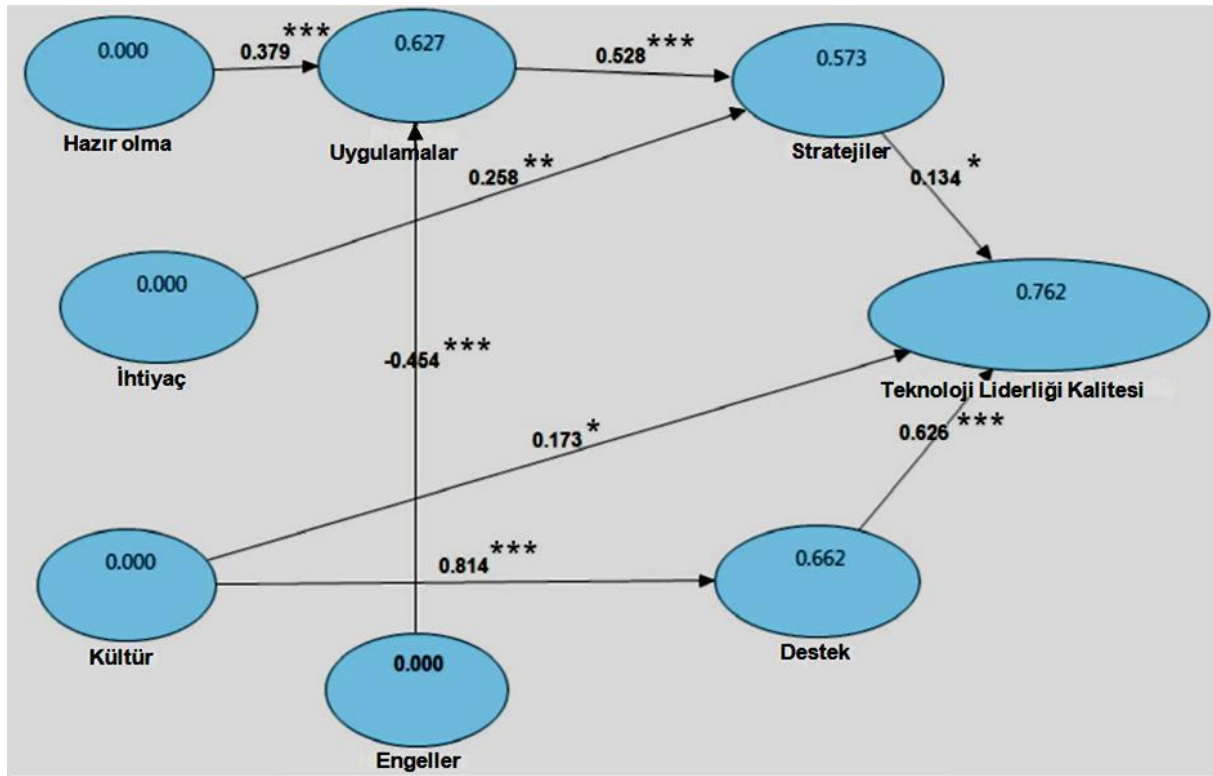 0.000
0.379 ***
0.627
0.528 ***
0.573
Hazır olma
Uygulamalar
Stratejiler
0.258 **
0.134 *
0.000
0.762
İhtiyaç
-0.454 ***
Teknoloji Liderliği Kalitesi
0.173 *
0.626 ***
0.000
0.814 ***
0.662
Kültür
Destek
0.000
Engeller